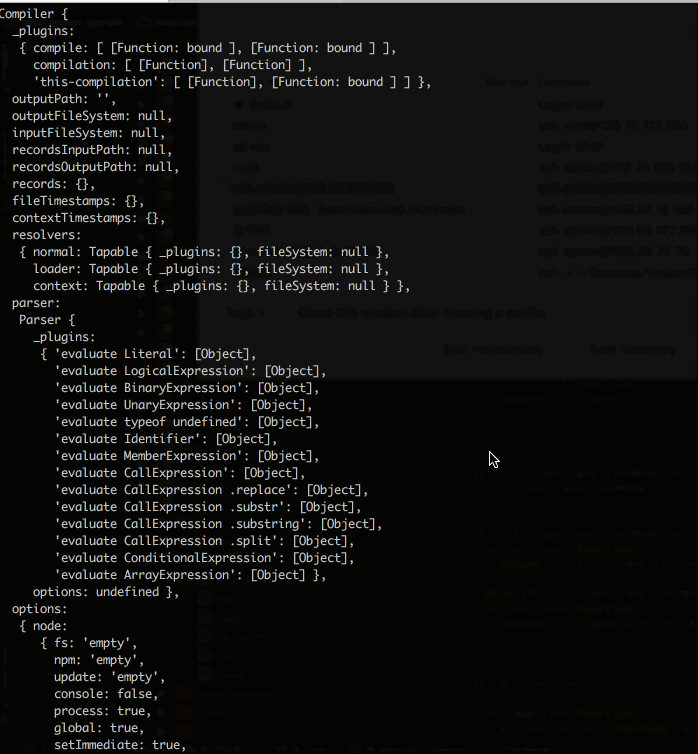 Compiler {
  _plugins:
   { compile: [ [Function: bound ], [Function: bound ] ],
     compilation: [ [Function], [Function] ],
     'this-compilation': [ [Function], [Function: bound ] ] },
  outputPath: '',
  outputFileSystem: null,
  inputFileSystem: null,
  recordsInputPath: null,
  recordsOutputPath: null,
  records: {},
  fileTimestamps: {},
  contextTimestamps: {},
  resolvers:
   { normal: Tapable { _plugins: {}, fileSystem: null },
     loader: Tapable { _plugins: {}, fileSystem: null },
     context: Tapable { _plugins: {}, fileSystem: null } },
  parser:
   Parser {
     _plugins:
      { 'evaluate Literal': [Object],
        'evaluate LogicalExpression': [Object],
        'evaluate BinaryExpression': [Object],
        'evaluate UnaryExpression': [Object],
        'evaluate typeof undefined': [Object],
        'evaluate Identifier': [Object],
        'evaluate MemberExpression': [Object],
        'evaluate CallExpression': [Object],
        'evaluate CallExpression .replace': [Object],
        'evaluate CallExpression .substr': [Object],
        'evaluate CallExpression .substring': [Object],
        'evaluate CallExpression .split': [Object],
        'evaluate ConditionalExpression': [Object],
        'evaluate ArrayExpression': [Object] },
     options: undefined },
  options:
   { node:
      { fs: 'empty',
        npm: 'empty',
        update: 'empty',
        console: false,
        process: true,
        global: true,
        setImmediate: true,